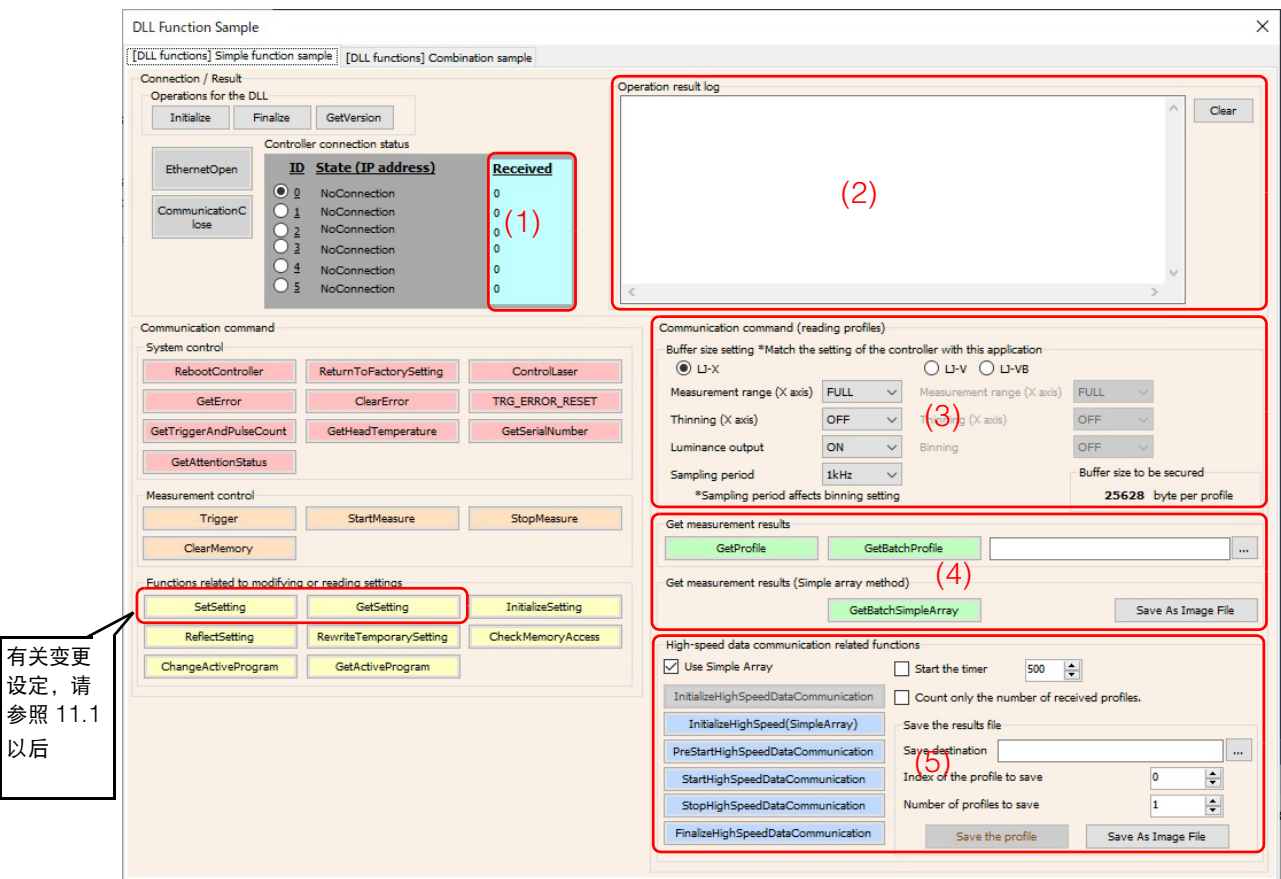 DLL Function Sample
[DLL functions] Simple function sample
[DLL functions] Combination sample
Connection / Result
Operations for the DLL
Initialize
Finalize
GetVersion
EthernetOpen
CommunicationC
lose
Controller connection status
ID State (IP address) Received
0 NoConnection 0
1 NoConnection 0
2 NoConnection 0
3 NoConnection 0
4 NoConnection 0
5 NoConnection 0
(1)
Operation result log
Clear
(2)
Communication command
System control
RebootController
ReturnToFactorySetting
ControlLaser
GetError
ClearError
TRG_ERROR_RESET
GetTriggerAndPulseCount
GetHeadTemperature
GetSerialNumber
GetAttentionStatus
Measurement control
Trigger
StartMeasure
StopMeasure
ClearMemory
Functions related to modifying or reading settings
SetSetting
GetSetting
InitializeSetting
ReflectSetting
RewriteTemporarySetting
CheckMemoryAccess
ChangeActiveProgram
GetActiveProgram
有关变更
设定，请
参照 11.1
以后
Communication command (reading profiles)
Buffer size setting *Match the setting of the controller with this application
LJ-X
LJ-V
LJ-VB
Measurement range (X axis) FULL
Measurement range (X axis) FULL
Thinning (X axis) OFF
Thinning (X axis) OFF
Luminance output ON
Binning OFF
Sampling period 1kHz
*Sampling period affects binning setting
Buffer size to be secured
25628 byte per profile
(3)
Get measurement results
GetProfile
GetBatchProfile
...
Get measurement results (Simple array method)
(4)
GetBatchSimpleArray
Save As Image File
High-speed data communication related functions
Use Simple Array
Start the timer 500
InitializeHighSpeedDataCommunication
Count only the number of received profiles.
InitializeHighSpeed(SimpleArray)
PreStartHighSpeedDataCommunication
StartHighSpeedDataCommunication
StopHighSpeedDataCommunication
FinalizeHighSpeedDataCommunication
Save the results file
Save destination
...
(5)
Index of the profile to save 0
Number of profiles to save 1
Save the profile
Save As Image File